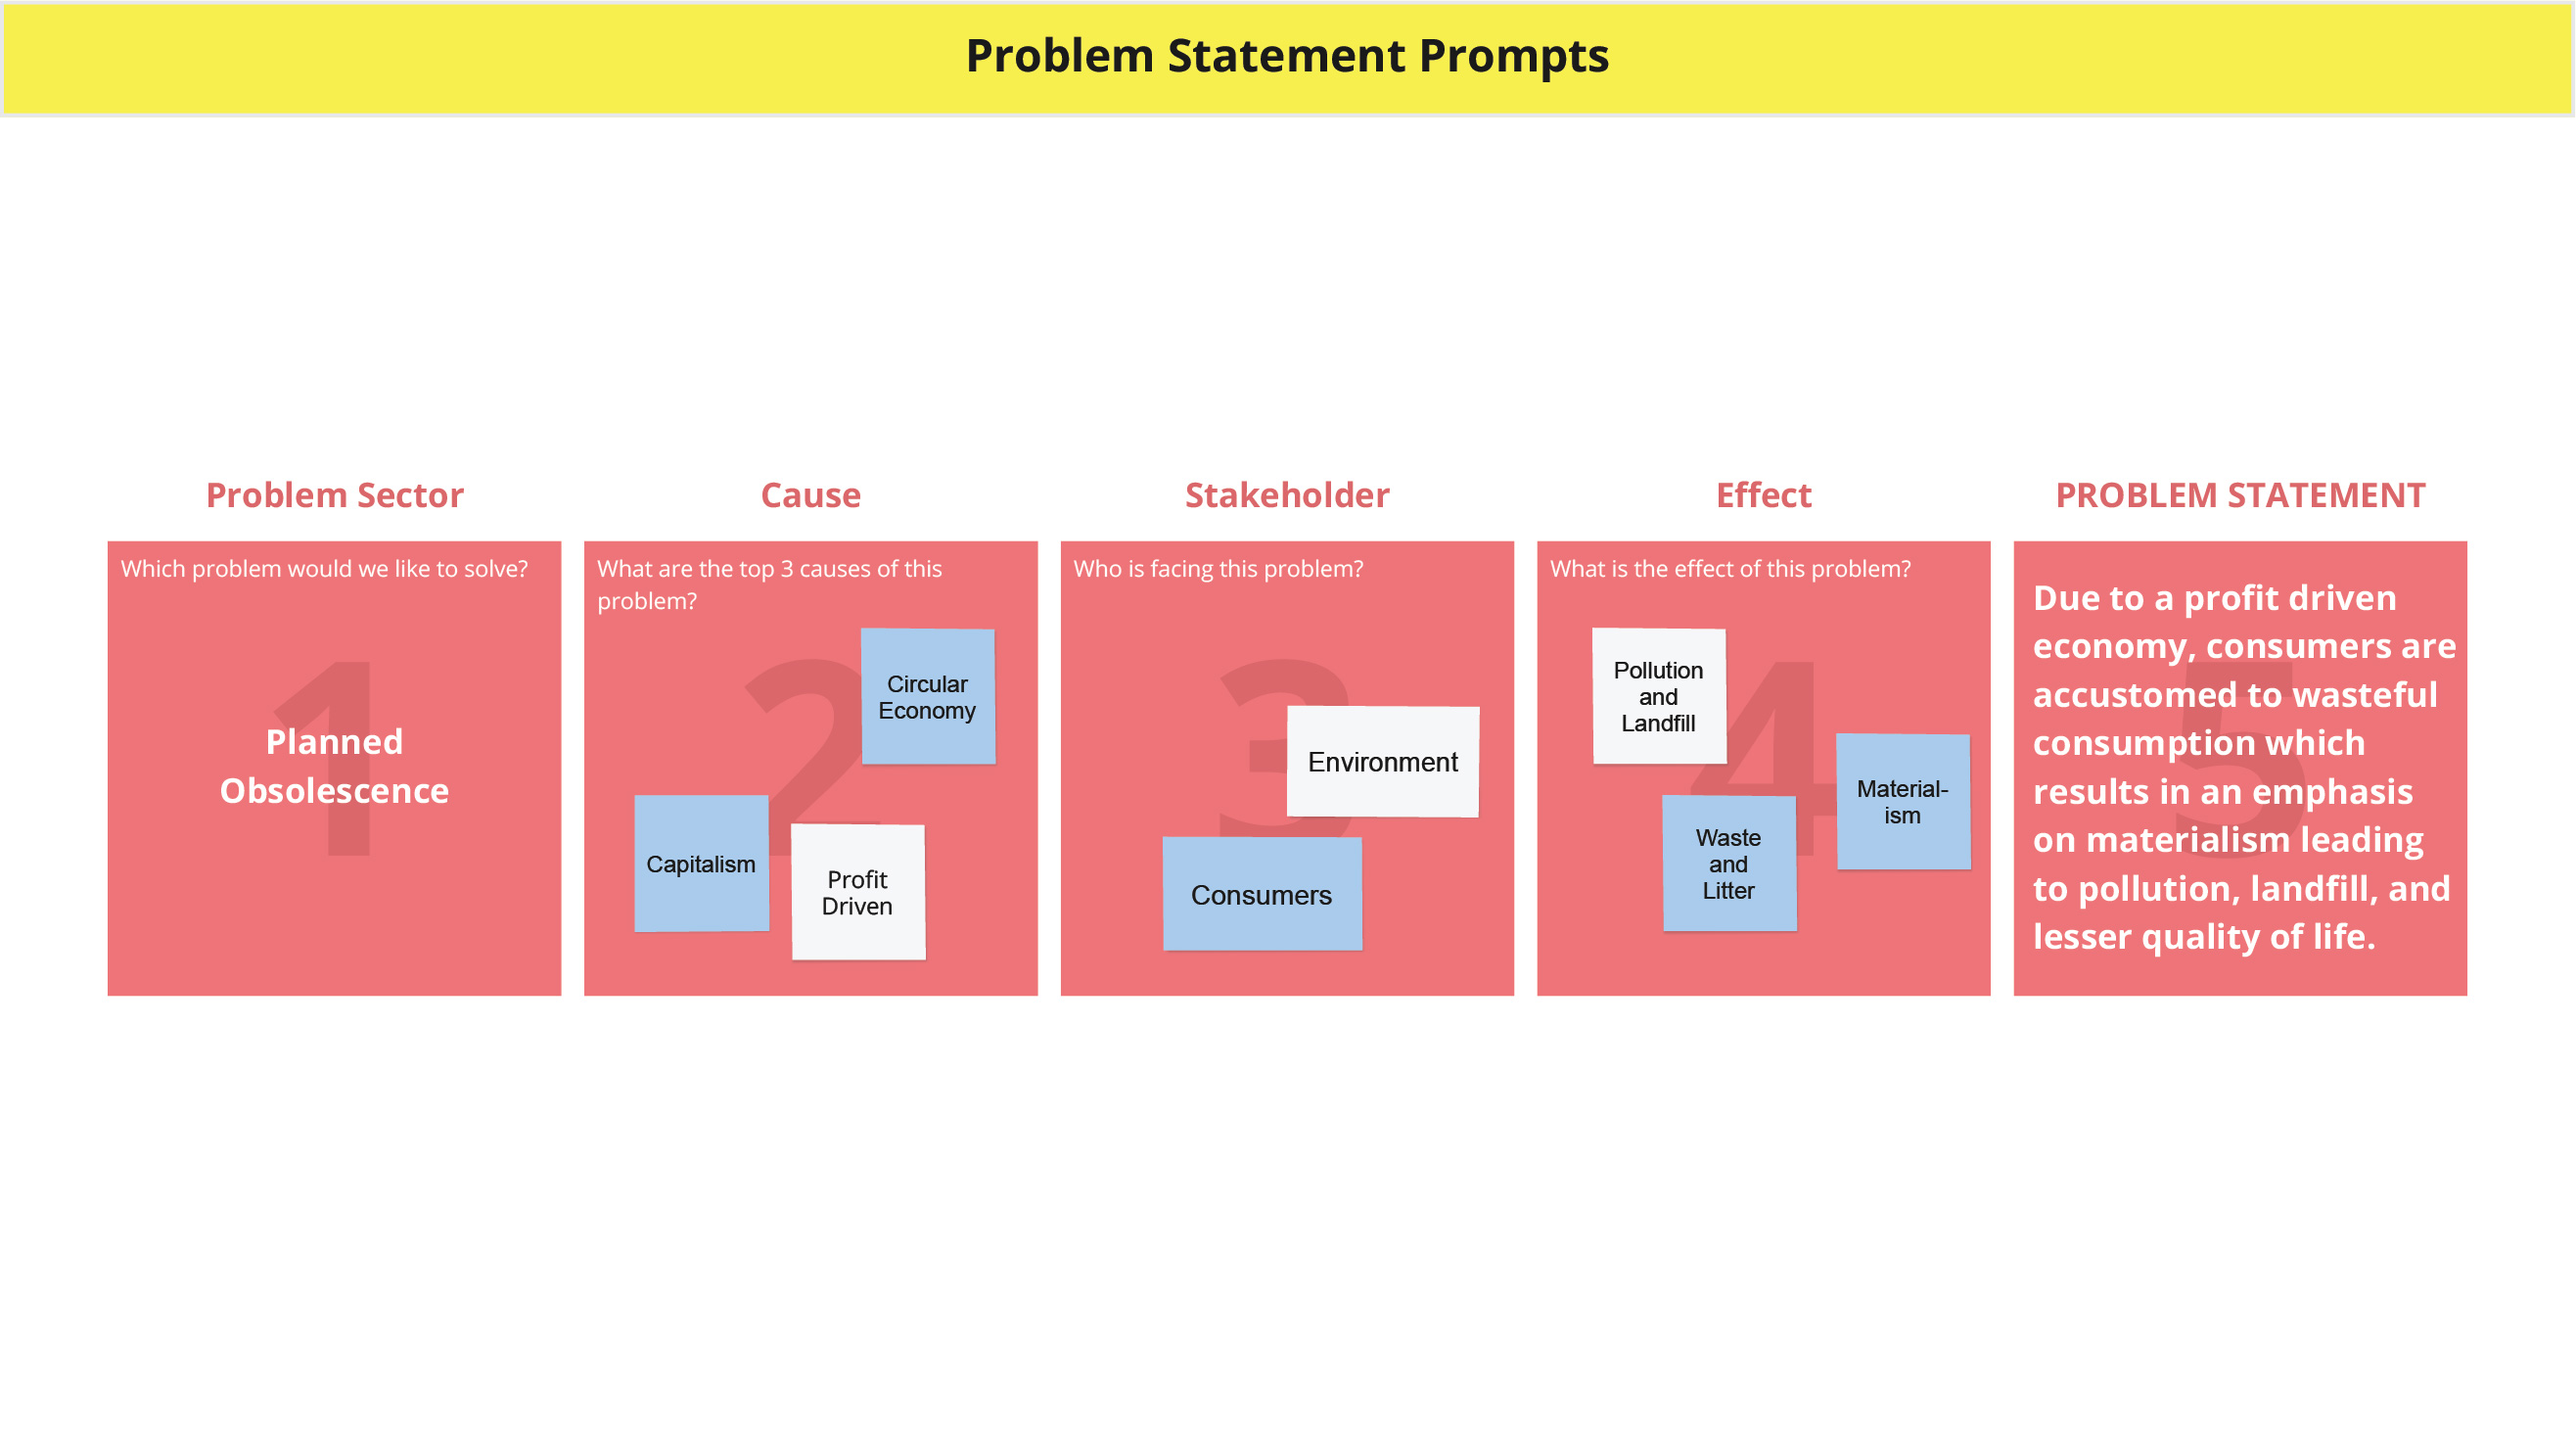 Problem Statement Prompts
Problem Sector
Which problem would we like to solve?
1
Planned
Obsolescence
Cause
What are the top 3 causes of this
problem?
2
Circular
Economy
Capitalism
Profit
Driven
Stakeholder
Who is facing this problem?
3
Environment
Consumers
Effect
What is the effect of this problem?
4
Pollution
and
Landfill
Material-
ism
Waste
and
Litter
PROBLEM STATEMENT
5
Due to a profit driven
economy, consumers are
accustomed to wasteful
consumption which
results in an emphasis
on materialism leading
to pollution, landfill, and
lesser quality of life.